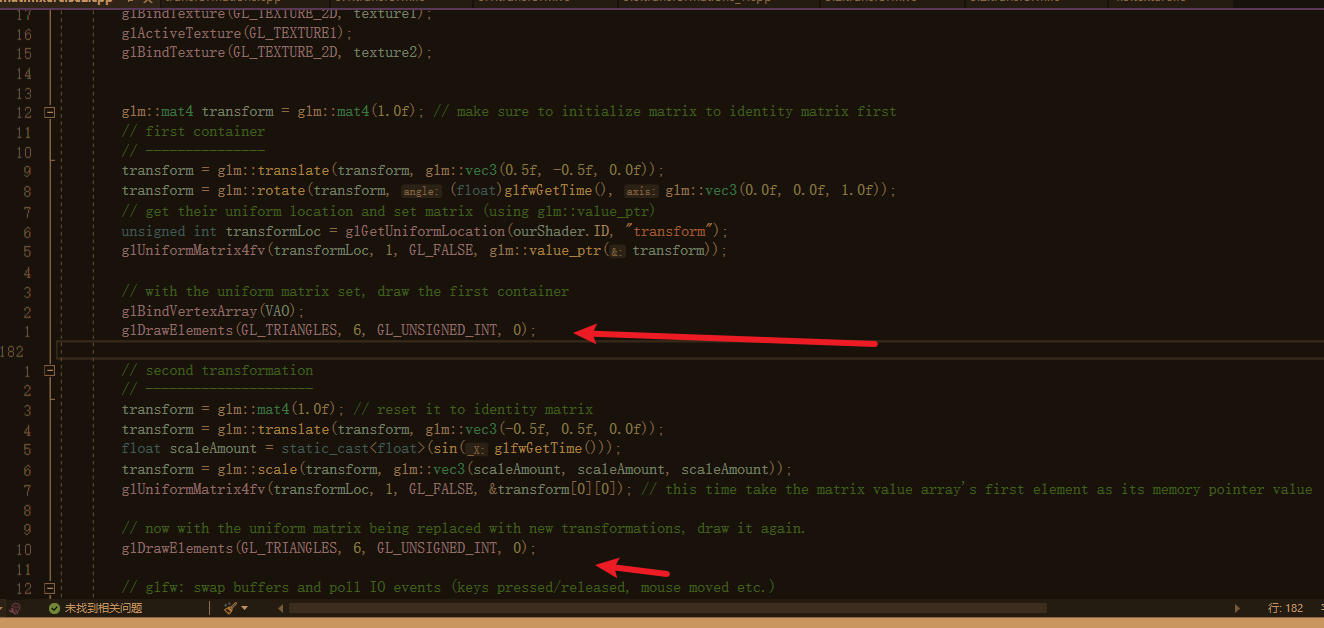 17 glBindTexture(GL_TEXTURE_2D, texture1);
16 glActiveTexture(GL_TEXTURE1);
15 glBindTexture(GL_TEXTURE_2D, texture2);
14
13
12 glm::mat4 transform = glm::mat4(1.0f); // make sure to initialize matrix to identity matrix first
11 // first container
10 // ---------------
9 transform = glm::translate(transform, glm::vec3(0.5f, -0.5f, 0.0f));
8 transform = glm::rotate(transform, angle: (float)glfwGetTime(), axis: glm::vec3(0.0f, 0.0f, 1.0f));
7 // get their uniform location and set matrix (using glm::value_ptr)
6 unsigned int transformLoc = glGetUniformLocation(ourShader.ID, "transform");
5 glUniformMatrix4fv(transformLoc, 1, GL_FALSE, glm::value_ptr(&: transform));
4
3 // with the uniform matrix set, draw the first container
2 glBindVertexArray(VAO);
1 glDrawElements(GL_TRIANGLES, 6, GL_UNSIGNED_INT, 0);
182
1 // second transformation
2 // ---------------------
3 transform = glm::mat4(1.0f); // reset it to identity matrix
4 transform = glm::translate(transform, glm::vec3(-0.5f, 0.5f, 0.0f));
5 float scaleAmount = static_cast<float>(sin(_X: glfwGetTime()));
6 transform = glm::scale(transform, glm::vec3(scaleAmount, scaleAmount, scaleAmount));
7 glUniformMatrix4fv(transformLoc, 1, GL_FALSE, &transform[0][0]); // this time take the matrix value array's first element as its memory pointer value
8
9 // now with the uniform matrix being replaced with new transformations, draw it again.
10 glDrawElements(GL_TRIANGLES, 6, GL_UNSIGNED_INT, 0);
11
12 // glfw: swap buffers and poll IO events (keys pressed/released, mouse moved etc.)
未找到相关问题 行: 182